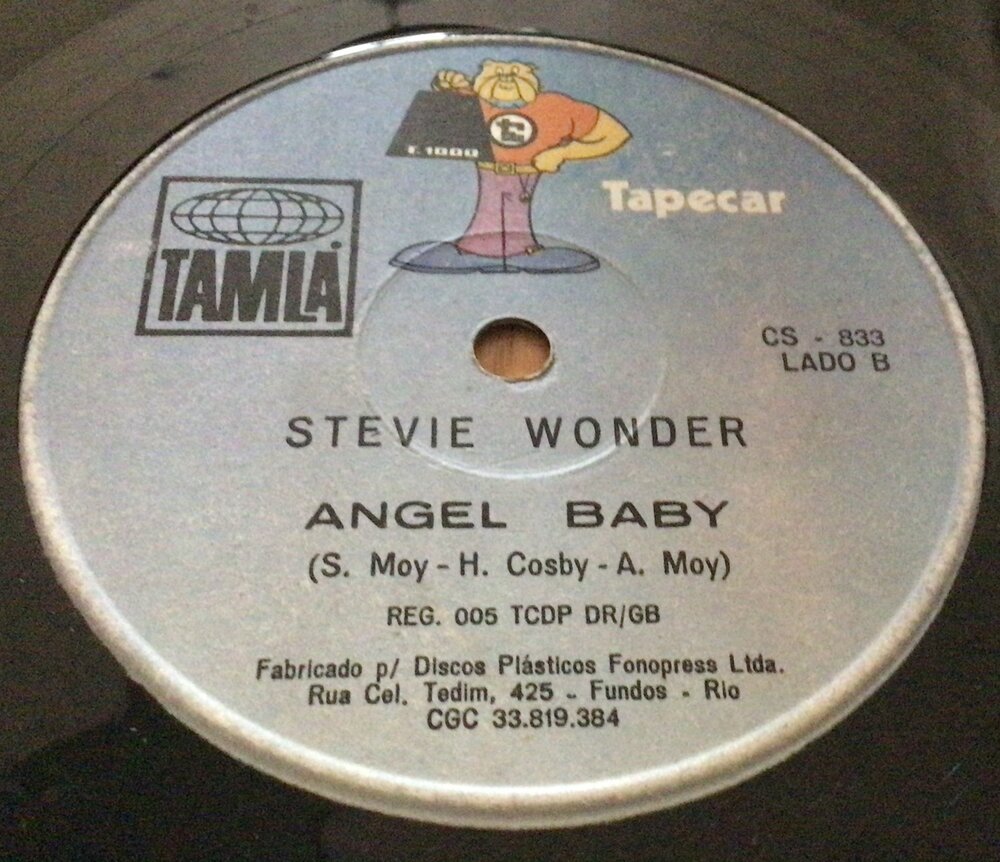 T.1000
Tapecar
TAMLA
CS - 833
LADO B
STEVIE WONDER
ANGEL BABY
(S. Moy - H. Cosby - A. Moy)
REG. 005 TCDP DR/GB
Fabricado p/ Discos Plásticos Fonopress Ltda.
Rua Cel. Tedim, 425 - Fundos - Rio
CGC 33.819.384